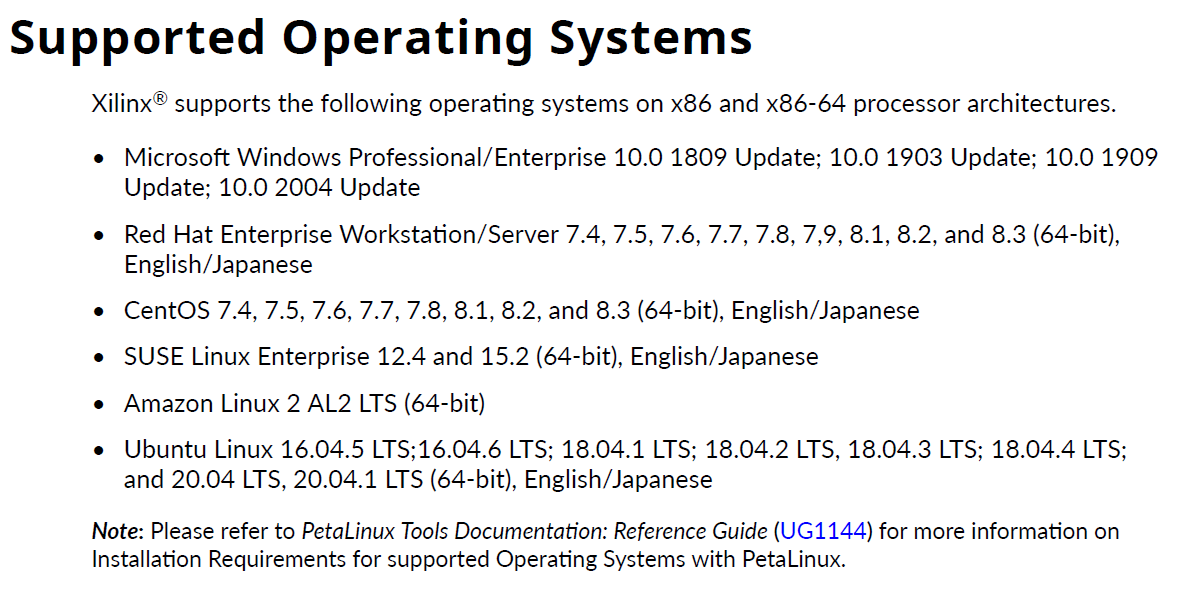 Supported Operating Systems
Xilinx® supports the following operating systems on x86 and x86-64 processor architectures.
• Microsoft Windows Professional/Enterprise 10.0 1809 Update; 10.0 1903 Update; 10.0 1909
Update; 10.0 2004 Update
• Red Hat Enterprise Workstation/Server 7.4, 7.5, 7.6, 7.7, 7.8, 7,9, 8.1, 8.2, and 8.3 (64-bit),
English/Japanese
• CentOS 7.4, 7.5, 7.6, 7.7, 7.8, 8.1, 8.2, and 8.3 (64-bit), English/Japanese
• SUSE Linux Enterprise 12.4 and 15.2 (64-bit), English/Japanese
• Amazon Linux 2 AL2 LTS (64-bit)
• Ubuntu Linux 16.04.5 LTS;16.04.6 LTS; 18.04.1 LTS; 18.04.2 LTS, 18.04.3 LTS; 18.04.4 LTS;
and 20.04 LTS, 20.04.1 LTS (64-bit), English/Japanese
Note: Please refer to PetaLinux Tools Documentation: Reference Guide (UG1144) for more information on
Installation Requirements for supported Operating Systems with PetaLinux.